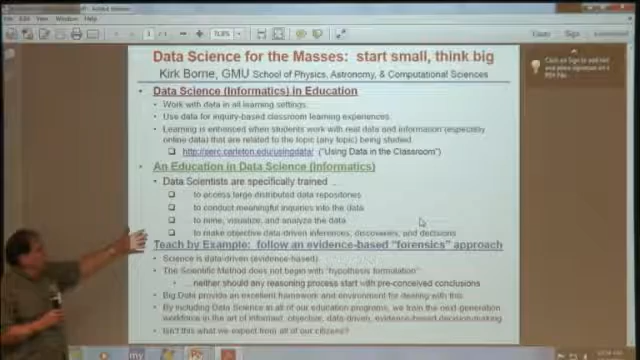 File Edit View Window Help
1 / 1
Tools Sign Comment
Data Science for the Masses: start small, think big
Kirk Borne, GMU School of Physics, Astronomy, & Computational Sciences
• Data Science (Informatics) in Education
• Work with data in all learning settings.
• Use data for inquiry-based classroom learning experiences.
• Learning is enhanced when students work with real data and information (especially
online data) that are related to the topic (any topic) being studied.
❑ http://serc.carleton.edu/usingdata/ ("Using Data in the Classroom")
• An Education in Data Science (Informatics)
• Data Scientists are specifically trained ...
❑ to access large distributed data repositories
❑ to conduct meaningful inquiries into the data
❑ to mine, visualize, and analyze the data
❑ to make objective data-driven inferences, discoveries, and decisions
Teach by Example: follow an evidence-based "forensics" approach
• Science is data-driven (evidence-based)
• The Scientific Method does not begin with "hypothesis formulation"
• ... neither should any reasoning process start with pre-conceived conclusions
• Big Data provide an excellent framework and environment for dealing with this.
• By including Data Science in all of our education programs, we train the next-generation
workforce in the art of informed, objective, data-driven, evidence-based decision-making
• Isn't this what we expect from all of our citizens?